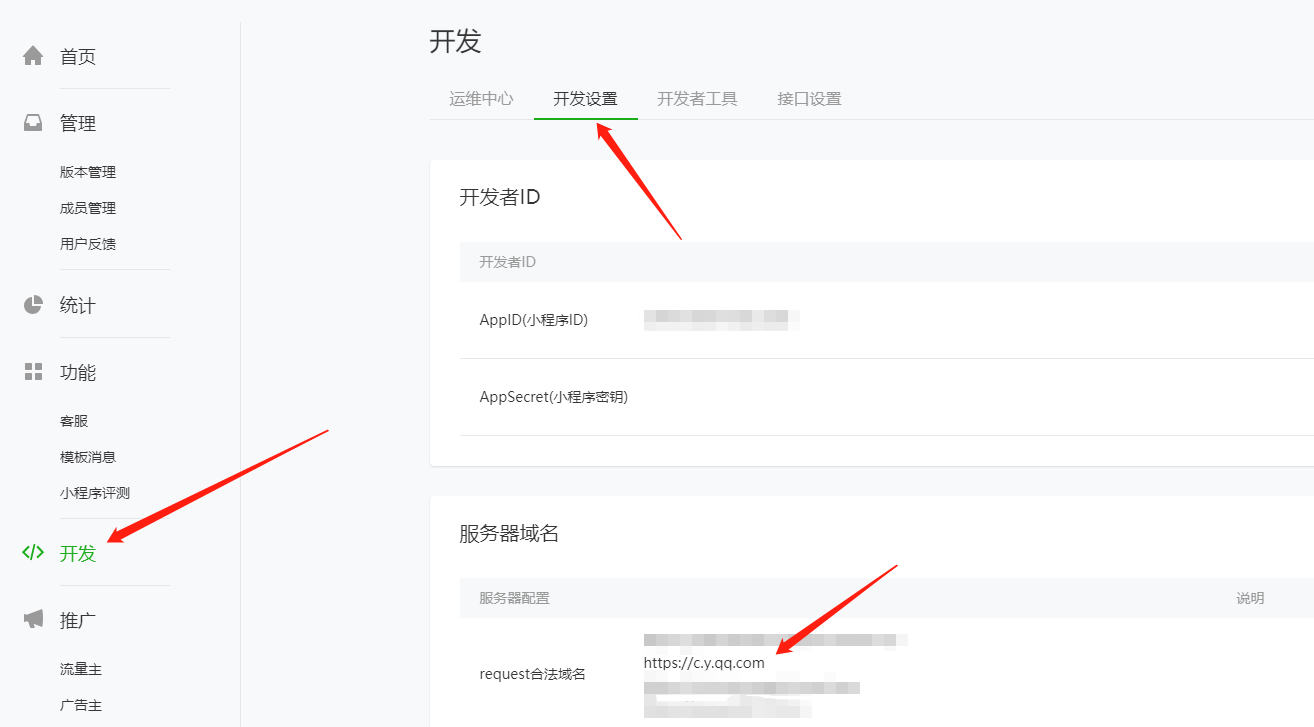 首页
管理
版本管理
成员管理
用户反馈
统计
功能
客服
模板消息
小程序评测
开发
推广
流量主
广告主
开发
运维中心 开发设置 开发者工具 接口设置
开发者ID
开发者ID
AppID(小程序ID)
AppSecret(小程序密钥)
服务器域名
服务器配置 说明
request合法域名
https://c.y.qq.com